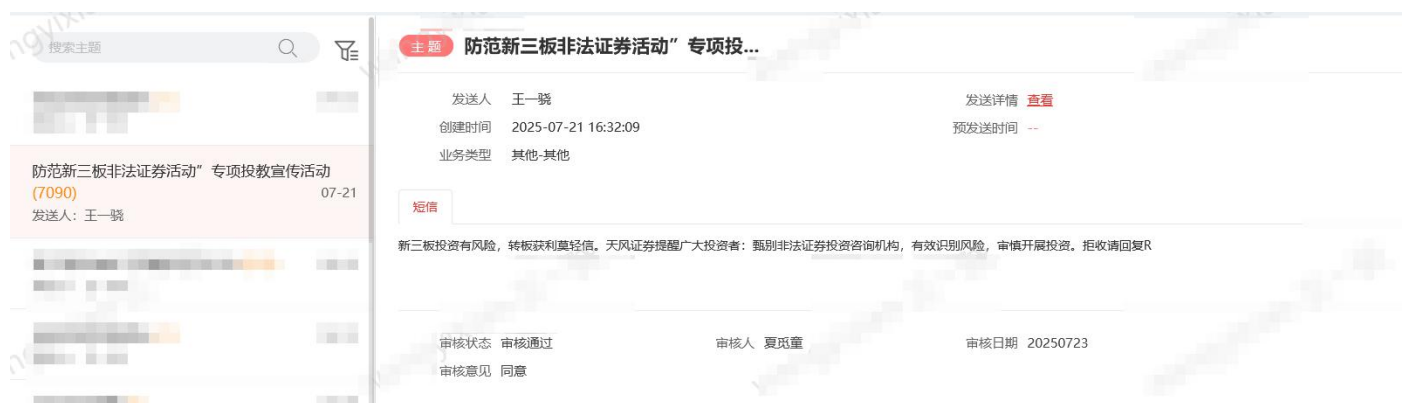 搜索主题
防范新三板非法证券活动”专项投教宣传活动
(7090) 07-21
发送人：王一骁
主题 防范新三板非法证券活动”专项投...
发送人 王一骁 发送详情 查看
创建时间 2025-07-21 16:32:09 预发送时间 --
业务类型 其他-其他
短信
新三板投资有风险，转板获利莫轻信。天风证券提醒广大投资者：甄别非法证券投资咨询机构，有效识别风险，审慎开展投资。拒收请回复R
审核状态 审核通过 审核人 夏觅童 审核日期 20250723
审核意见 同意